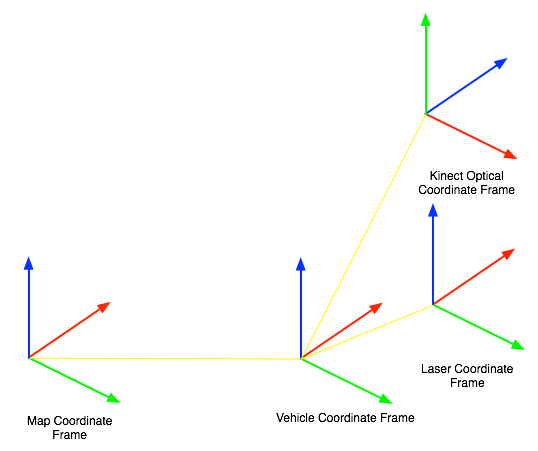 Kinect Optical
Coordinate Frame
Laser Coordinate
Frame
Map Coordinate
Frame
Vehicle Coordinate Frame